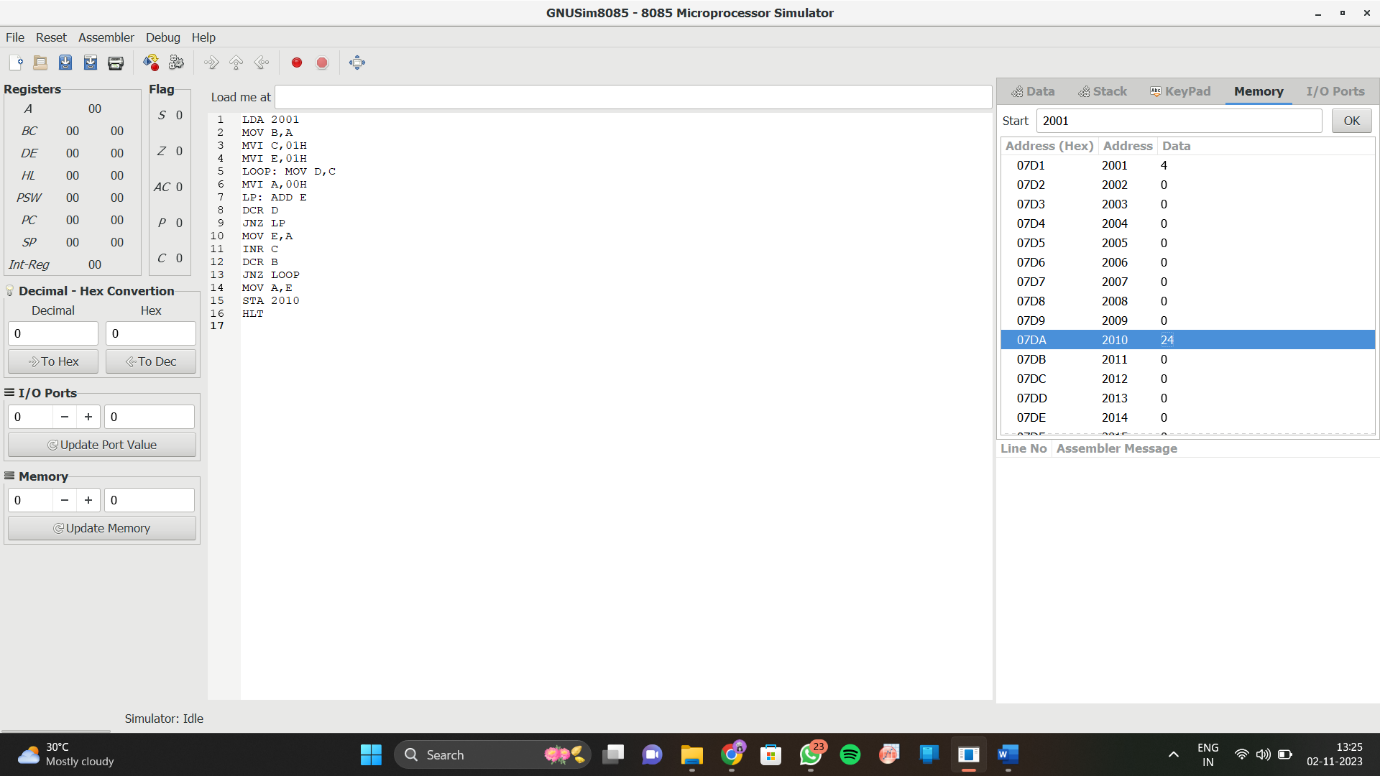 GNUSim8085 - 8085 Microprocessor Simulator
File Reset Assembler Debug Help
Registers
A 00
BC 00 00
DE 00 00
HL 00 00
PSW 00 00
PC 00 00
SP 00 00
Int-Reg 00
Flag
S 0
Z 0
AC 0
P 0
C 0
Decimal - Hex Convertion
Decimal Hex
0 0
To Hex To Dec
I/O Ports
0 − + 0
Update Port Value
Memory
0 − + 0
Update Memory
Load me at
1 LDA 2001
2 MOV B,A
3 MVI C,01H
4 MVI E,01H
5 LOOP: MOV D,C
6 MVI A,00H
7 LP: ADD E
8 DCR D
9 JNZ LP
10 MOV E,A
11 INR C
12 DCR B
13 JNZ LOOP
14 MOV A,E
15 STA 2010
16 HLT
17
Data Stack Abc KeyPad Memory I/O Ports
Start 2001 OK
Address (Hex) Address Data
07D1 2001 4
07D2 2002 0
07D3 2003 0
07D4 2004 0
07D5 2005 0
07D6 2006 0
07D7 2007 0
07D8 2008 0
07D9 2009 0
07DA 2010 24
07DB 2011 0
07DC 2012 0
07DD 2013 0
07DE 2014 0
Line No Assembler Message
Simulator: Idle
30°C
Mostly cloudy
Search
23
W
ENG
IN
13:25
02-11-2023